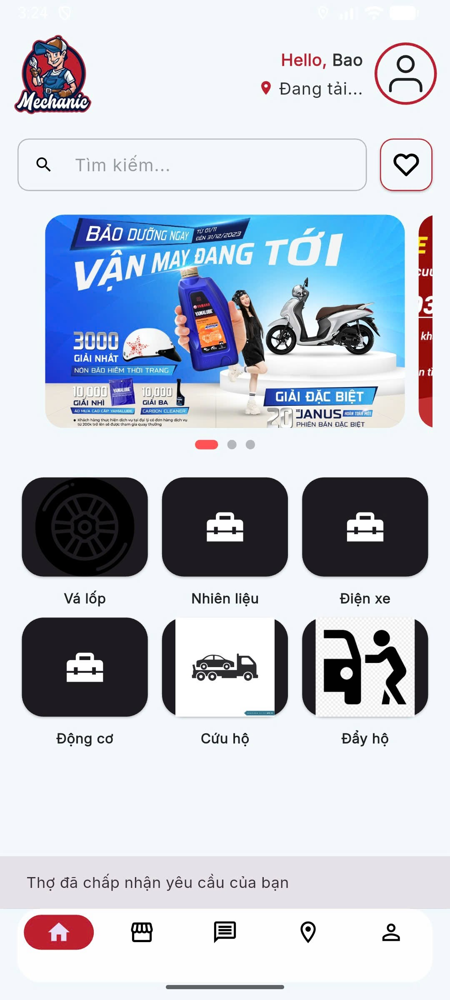 3:24
Mechanic
Hello, Bao
Đang tải...
Tìm kiếm...
BẢO DƯỠNG NGAY
TỪ 01/11
ĐẾN 31/12/2023
VẬN MAY ĐANG TỚI
YAMAHA
YAMALUBE
3000
GIẢI NHẤT
NÓN BẢO HIỂM THỜI TRANG
10,000
GIẢI NHÌ
YAMALUBE
ÁO MƯA CAO CẤP YAMALUBE
10,000
GIẢI BA
CARBON CLEANER
Khách hàng thực hiện dịch vụ tại đại lý có đơn hàng dịch vụ
từ 200k trở lên sẽ được tham gia quay thưởng
GIẢI ĐẶC BIỆT
20 XE JANUS HOÀN TOÀN MỚI
PHIÊN BẢN ĐẶC BIỆT
E
cuu
03
kh
n tì
Vá lốp
Nhiên liệu
Điện xe
Động cơ
Cứu hộ
Đẩy hộ
Thợ đã chấp nhận yêu cầu của bạn